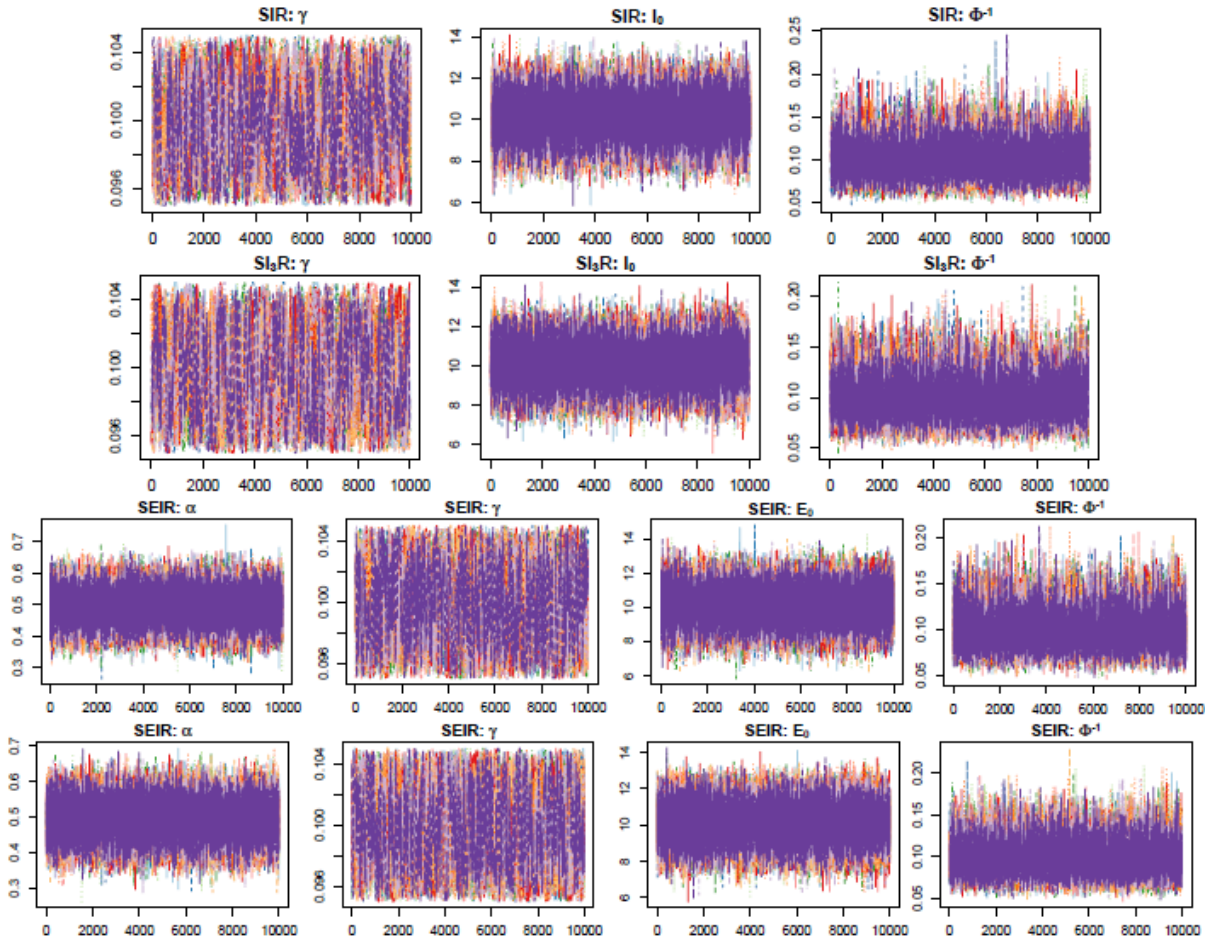 SIR: γ SIR: I₀ SIR: Φ⁻¹
0.104 0.100 0.096 14 12 10 8 6 0.25 0.20 0.15 0.10 0.05
0 2000 4000 6000 8000 10000 0 2000 4000 6000 8000 10000 0 2000 4000 6000 8000 10000
SI₃R: γ SI₃R: I₀ SI₃R: Φ⁻¹
0.104 0.100 0.096 14 12 10 8 6 0.20 0.15 0.10 0.05
0 2000 4000 6000 8000 10000 0 2000 4000 6000 8000 10000 0 2000 4000 6000 8000 10000
SEIR: α SEIR: γ SEIR: E₀ SEIR: Φ⁻¹
0.7 0.6 0.5 0.4 0.3 0.104 0.100 0.096 14 12 10 8 6 0.20 0.15 0.10 0.05
0 2000 4000 6000 8000 10000 0 2000 4000 6000 8000 10000 0 2000 4000 6000 8000 10000 0 2000 4000 6000 8000 10000
SEIR: α SEIR: γ SEIR: E₀ SEIR: Φ⁻¹
0.7 0.6 0.5 0.4 0.3 0.104 0.100 0.096 14 12 10 8 6 0.20 0.15 0.10 0.05
0 2000 4000 6000 8000 10000 0 2000 4000 6000 8000 10000 0 2000 4000 6000 8000 10000 0 2000 4000 6000 8000 10000